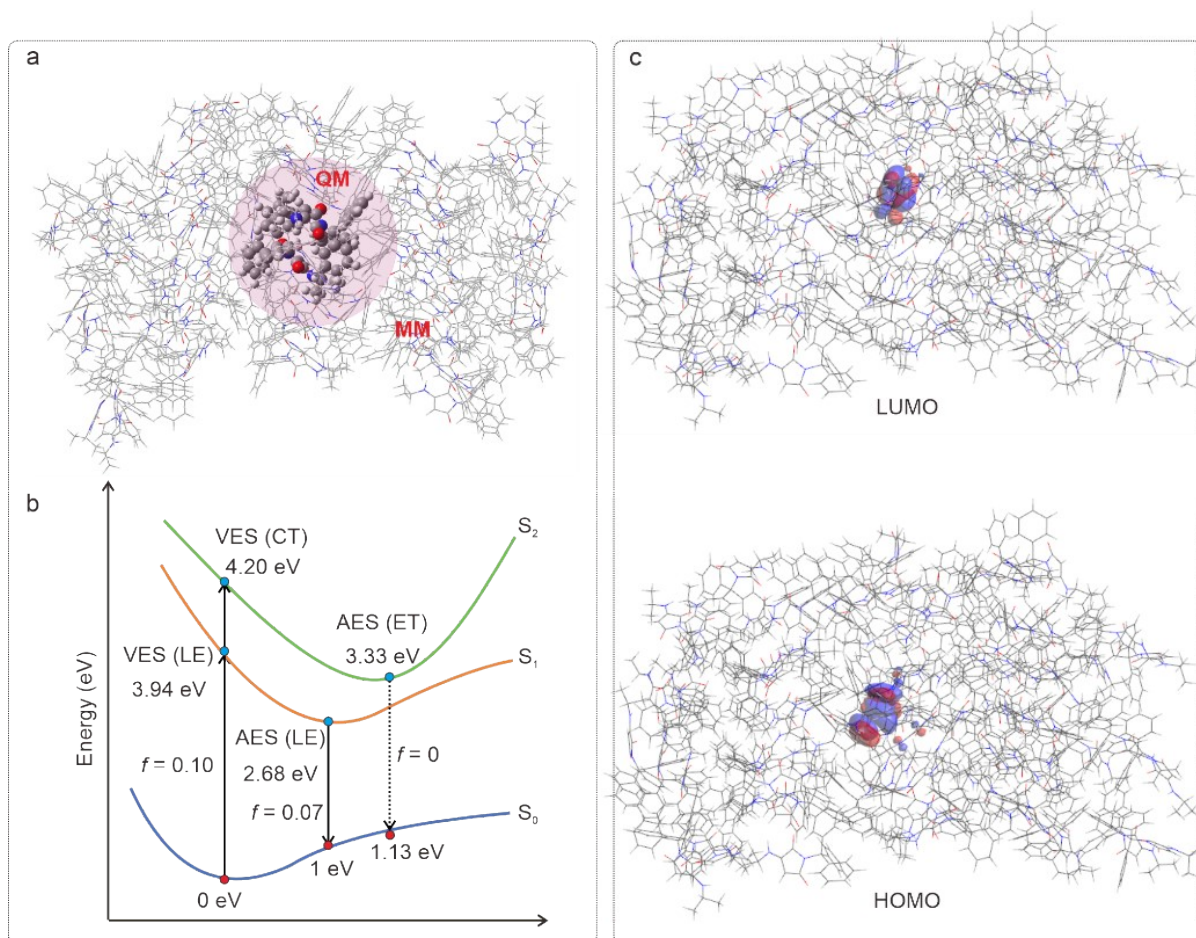 a
QM
MM
b
Energy (eV)
VES (CT)
4.20 eV
S₂
AES (ET)
3.33 eV
VES (LE)
3.94 eV
S₁
AES (LE)
2.68 eV
f = 0.10
f = 0
f = 0.07
S₀
0 eV
1 eV
1.13 eV
c
LUMO
HOMO